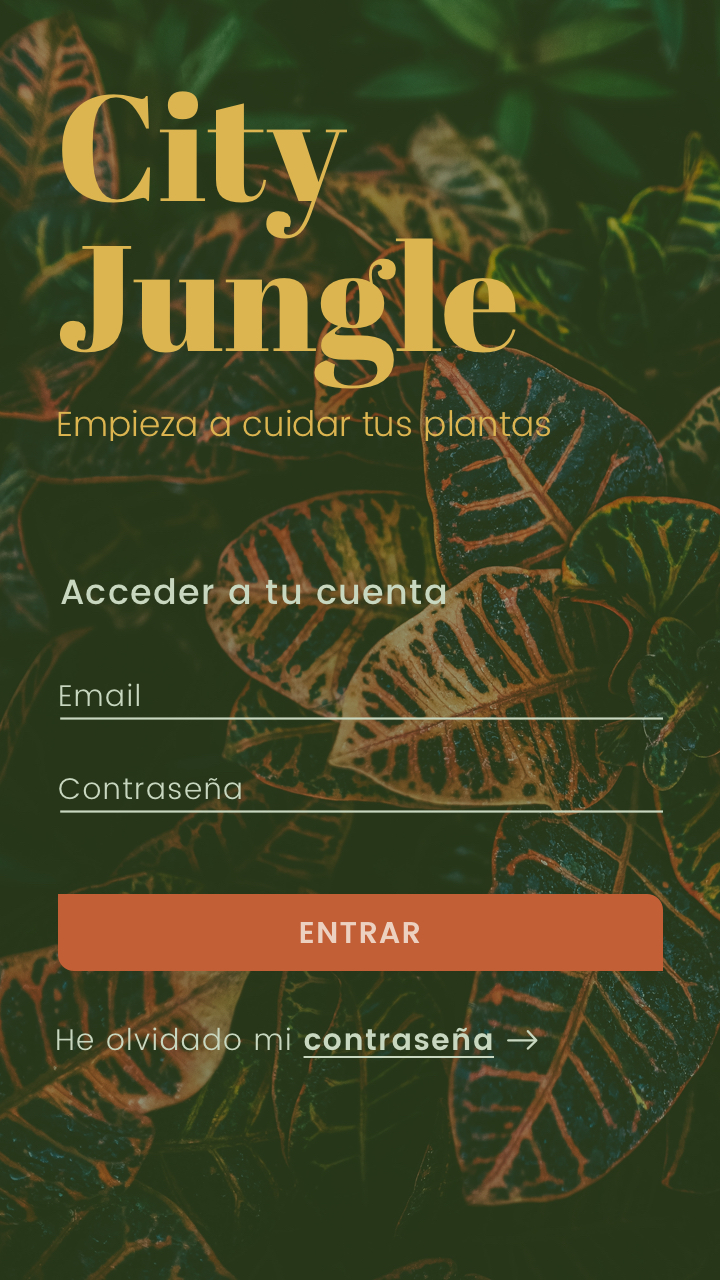 City
Jungle
Empieza a cuidar tus plantas
Acceder a tu cuenta
Email
Contraseña
ENTRAR
He olvidado mi contraseña →